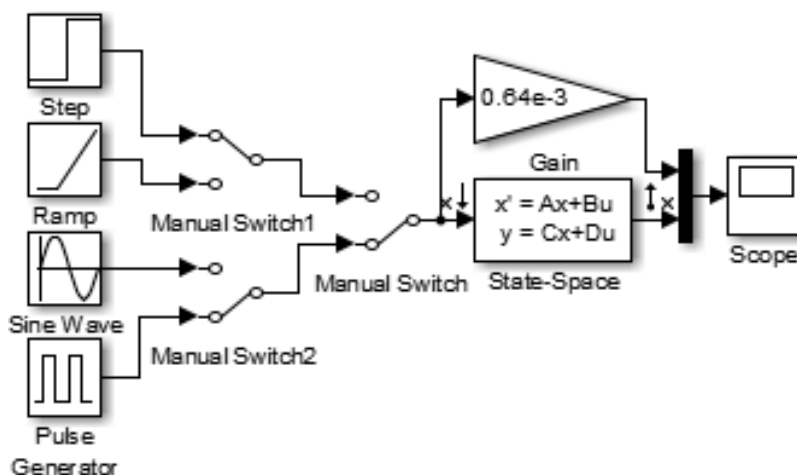 Step
Ramp
Manual Switch1
Sine Wave
Manual Switch2
Pulse
Generator
Manual Switch
0.64e-3
Gain
x' = Ax+Bu
y = Cx+Du
State-Space
Scope